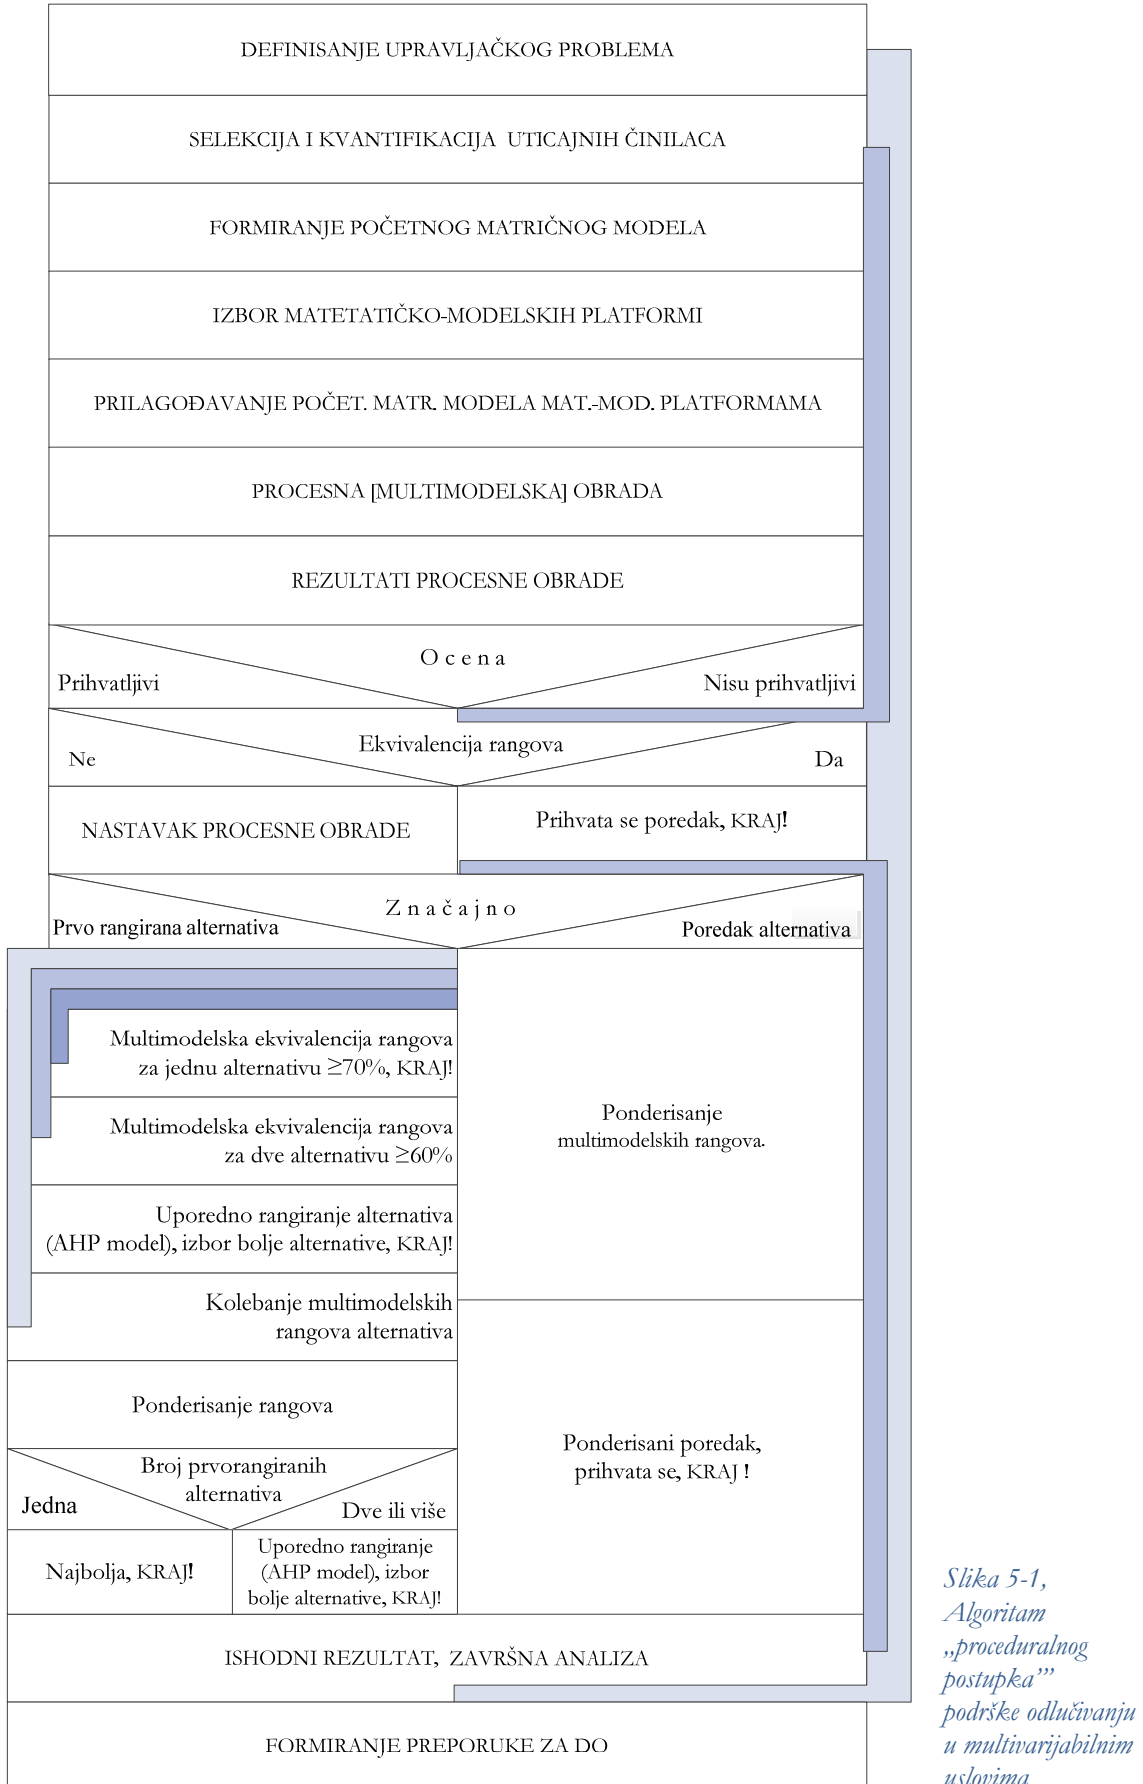 DEFINISANJE UPRAVLJAČKOG PROBLEMA
SELEKCIJA I KVANTIFIKACIJA UTICAJNIH ČINILACA
FORMIRANJE POČETNOG MATRIČNOG MODELA
IZBOR MATETATIČKO-MODELSKIH PLATFORMI
PRILAGOĐAVANJE POČET. MATR. MODELA MAT.-MOD. PLATFORMAMA
PROCESNA [MULTIMODELSKA] OBRADA
REZULTATI PROCESNE OBRADE
O c e n a
Prihvatljivi
Nisu prihvatljivi
Ekvivalencija rangova
Ne
Da
NASTAVAK PROCESNE OBRADE
Prihvata se poredak, KRAJ!
Z n a č a j n o
Prvo rangirana alternativa
Poredak alternativa
Multimodelska ekvivalencija rangova
za jednu alternativu ≥70%, KRAJ!
Multimodelska ekvivalencija rangova
za dve alternativu ≥60%
Uporedno rangiranje alternativa
(AHP model), izbor bolje alternative, KRAJ!
Kolebanje multimodelskih
rangova alternativa
Ponderisanje rangova
Broj prvorangiranih
alternativa
Jedna
Dve ili više
Najbolja, KRAJ!
Uporedno rangiranje
(AHP model), izbor
bolje alternative, KRAJ!
Ponderisanje
multimodelskih rangova.
Ponderisani poredak,
prihvata se, KRAJ !
ISHODNI REZULTAT, ZAVRŠNA ANALIZA
FORMIRANJE PREPORUKE ZA DO
Slika 5-1,
Algoritam
„proceduralnog
postupka’”
podrške odlučivanju
u multivarijabilnim
uslovima